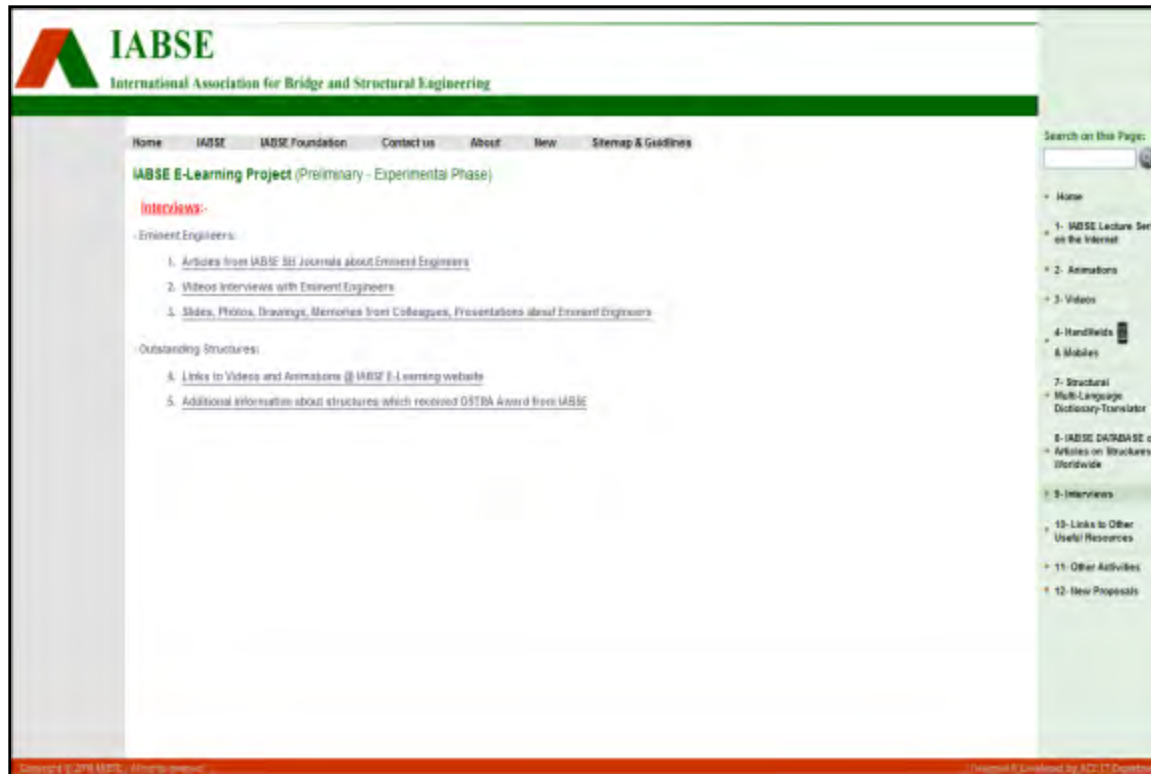 IABSE
International Association for Bridge and Structural Engineering
Home IABSE IABSE Foundation Contact us About New Sitemap & Guidlines
IABSE E-Learning Project (Preliminary - Experimental Phase)
Interviews:-
- Eminent Engineers:
1. Articles from IABSE SEI Journals about Eminent Engineers
2. Videos Interviews with Eminent Engineers
3. Slides, Photos, Drawings, Memories from Colleagues, Presentations about Eminent Engineers
- Outstanding Structures:
4. Links to Videos and Animations @ IABSE E-Learning website
5. Additional information about structures which received OSTRA Award from IABSE
Search on this Page:
Home
1- IABSE Lecture Ser
on the Internet
2- Animations
3- Videos
4- HandHelds
& Mobiles
7- Structural
Multi-Language
Dictionary-Translator
8- IABSE DATABASE o
Articles on Structures
Worldwide
9- Interviews
10- Links to Other
Useful Resources
11- Other Activities
12- New Proposals